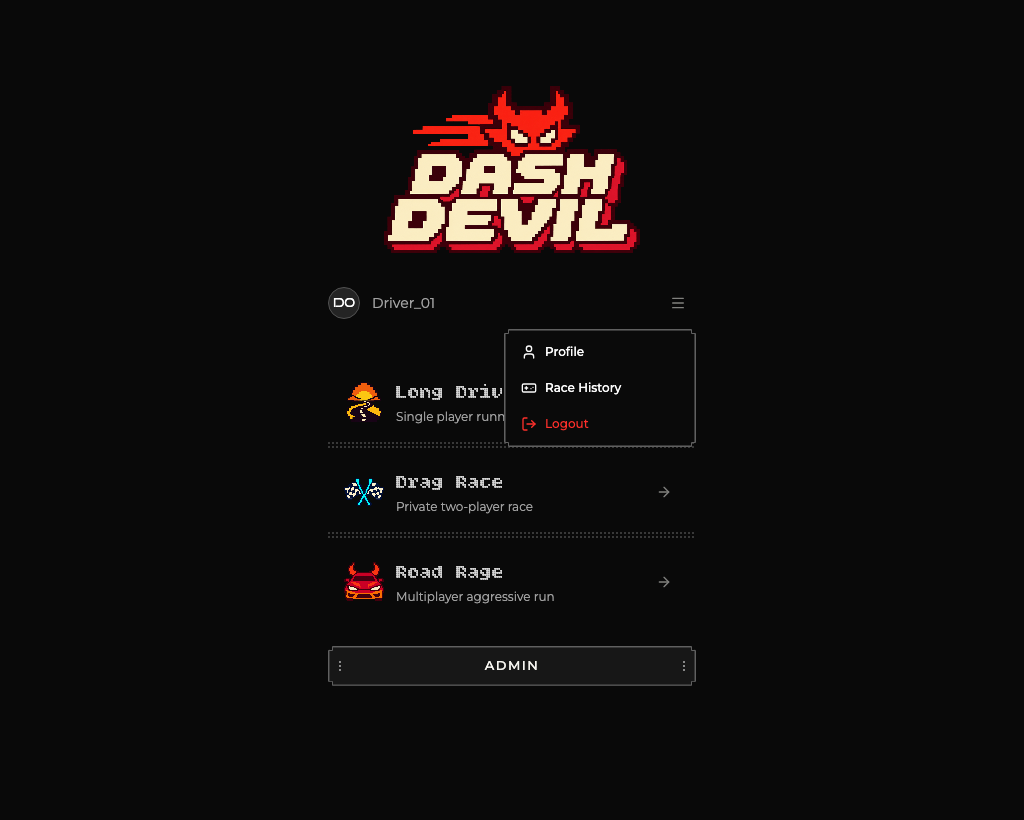 DASH
DEVIL
DO
Driver_01
Profile
Race History
Logout
Long Driv
Single player runn
Drag Race
Private two-player race
Road Rage
Multiplayer aggressive run
ADMIN